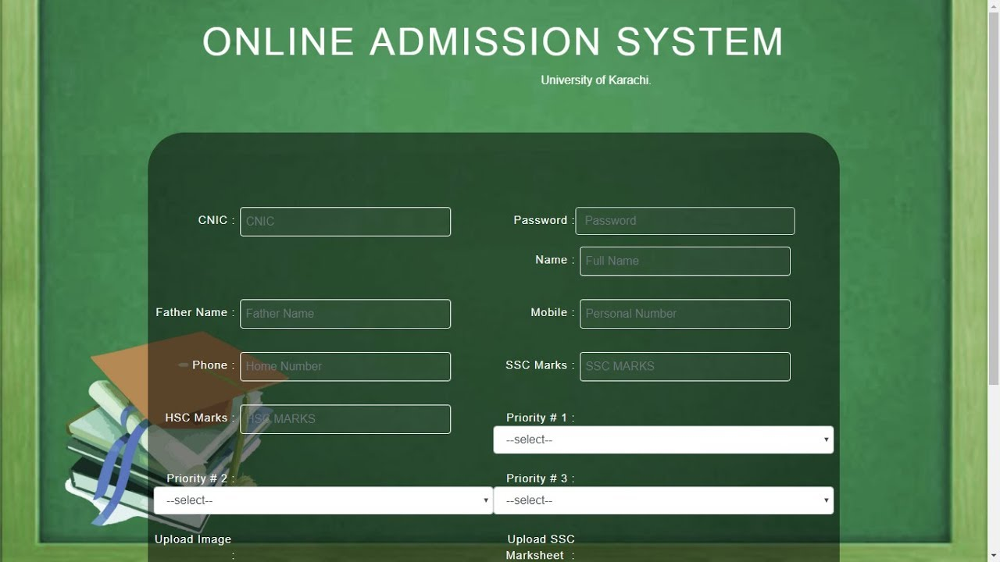 ONLINE ADMISSION SYSTEM
University of Karachi.
CNIC : CNIC
Password : Password
Name : Full Name
Father Name : Father Name
Mobile : Personal Number
Phone : Home Number
SSC Marks : SSC MARKS
HSC Marks : HSC MARKS
Priority # 1 :
--select--
Priority # 2 :
--select--
Priority # 3 :
--select--
Upload Image
:
Upload SSC
Marksheet :